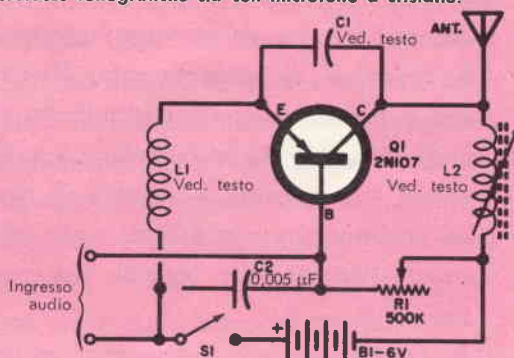 C1
Ved. testo
ANT.
E
C
Q1
2N107
L1
Ved. testo
L2
Ved. testo
B
C2
0,005 µF
Ingresso
audio
R1
500K
S1
+
B1-6V